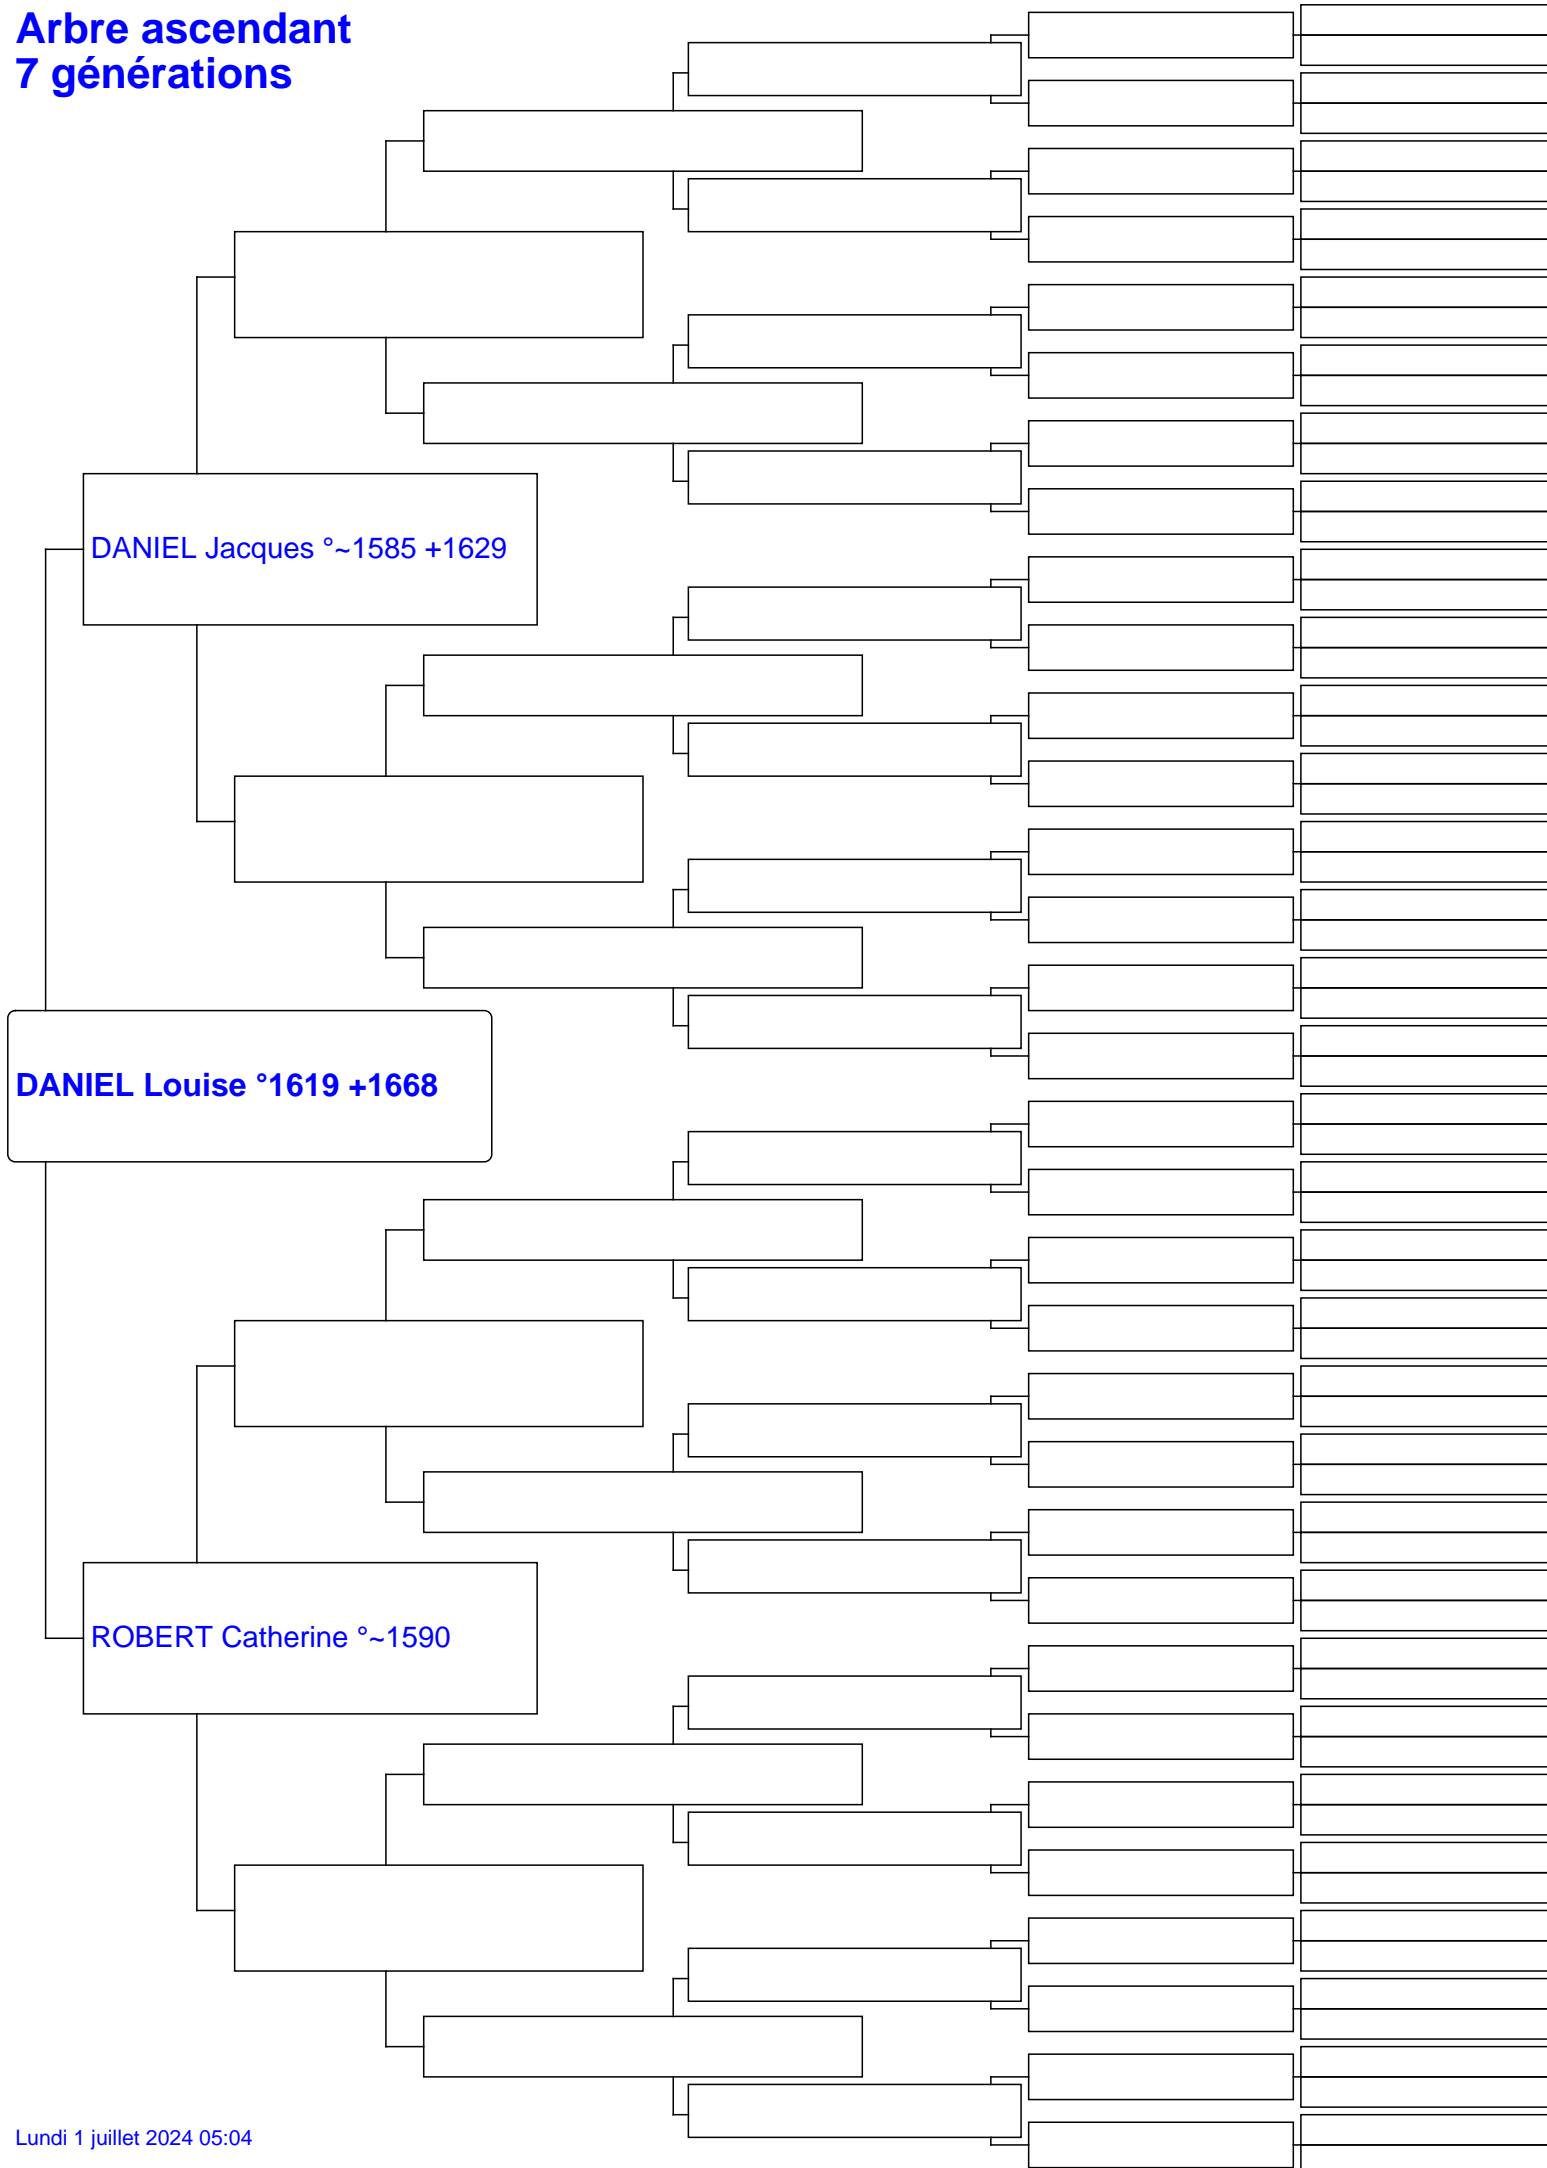 Arbre ascendant
7 générations
DANIEL Jacques °~1585 +1629
DANIEL Louise °1619 +1668
ROBERT Catherine °~1590
Lundi 1 juillet 2024 05:04